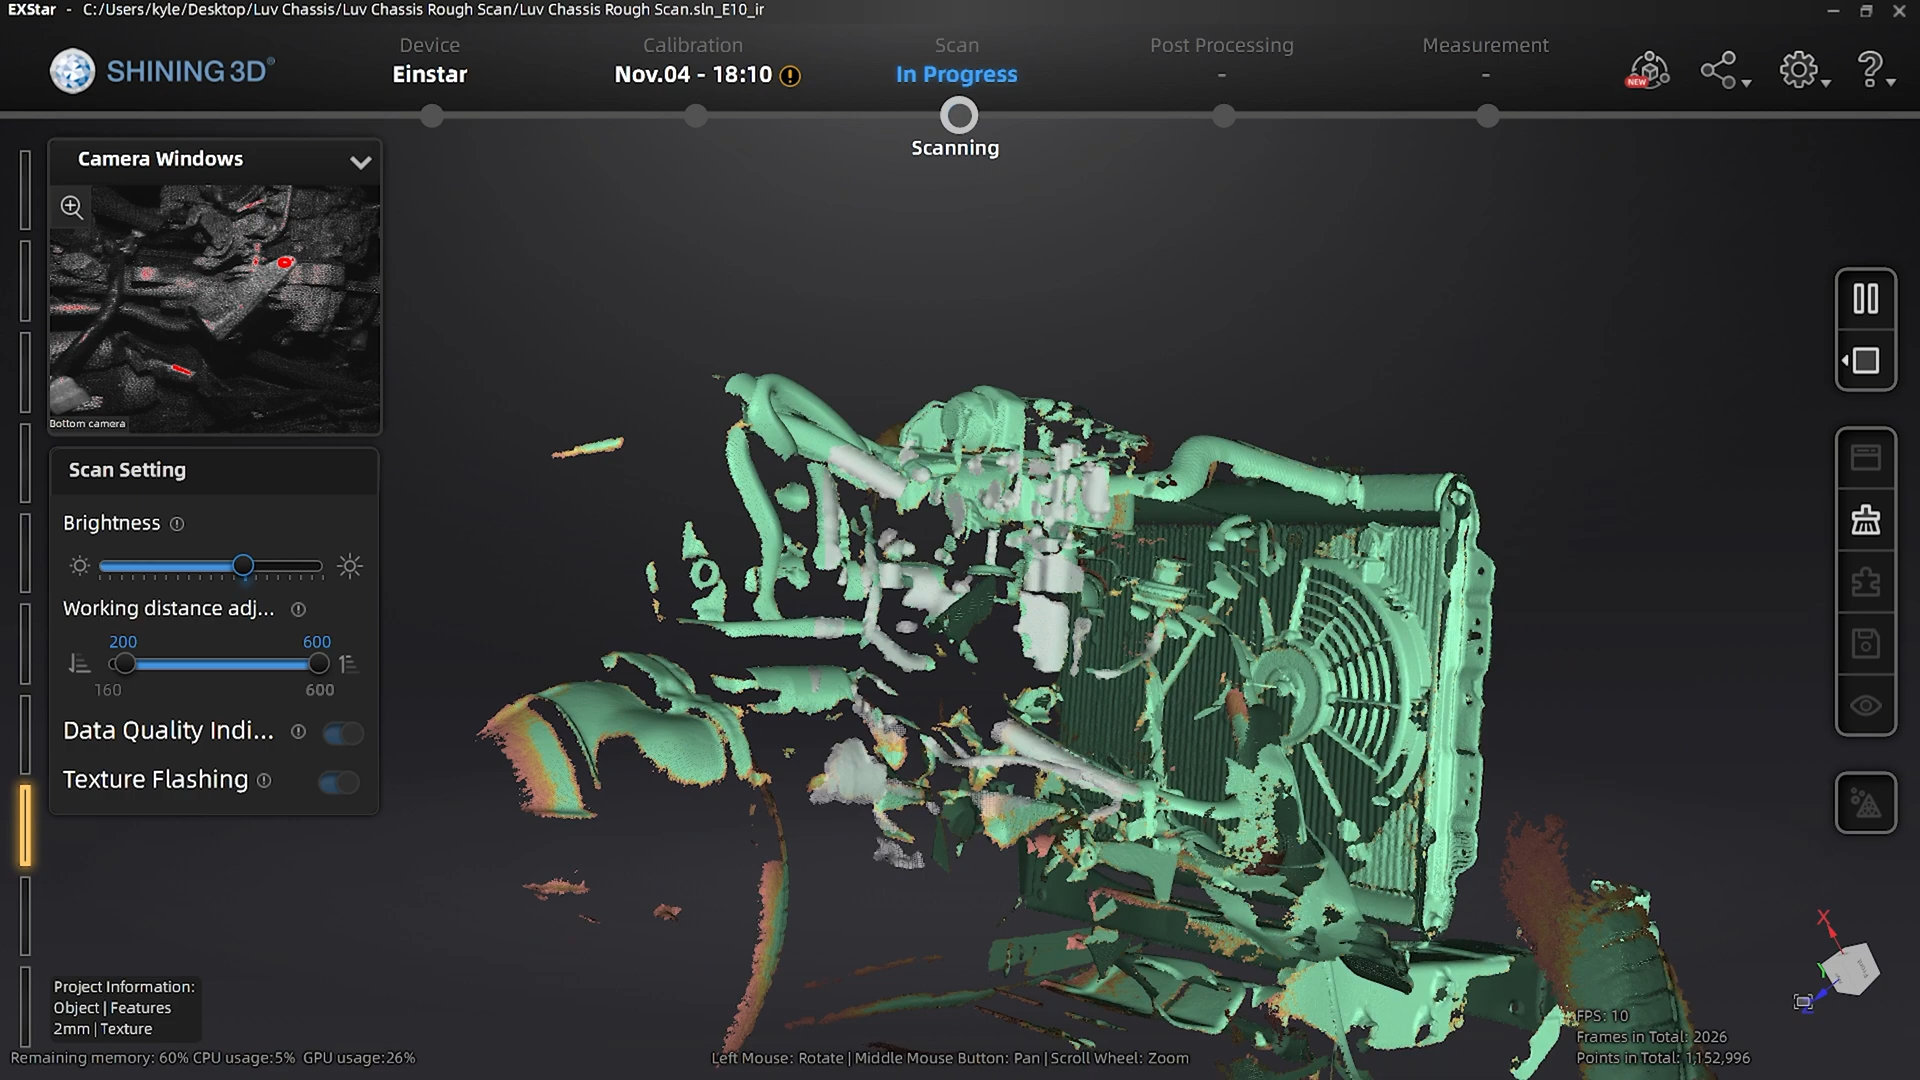 EXStar - C:/Users/kyle/Desktop/Luv Chassis/Luv Chassis Rough Scan/Luv Chassis Rough Scan.sln_E10_ir
SHINING 3D®
Device
Einstar
Calibration
Nov.04 - 18:10
Scan
In Progress
Scanning
Post Processing
-
Measurement
-
NEW
Camera Windows
Bottom camera
Scan Setting
Brightness
Working distance adj...
200 600
160 600
Data Quality Indi...
Texture Flashing
Project Information:
Object | Features
2mm | Texture
Remaining memory: 60% CPU usage:5% GPU usage:26%
Left Mouse: Rotate | Middle Mouse Button: Pan | Scroll Wheel: Zoom
X
FPS: 10
Frames in Total: 2026
Points in Total: 1,152,996